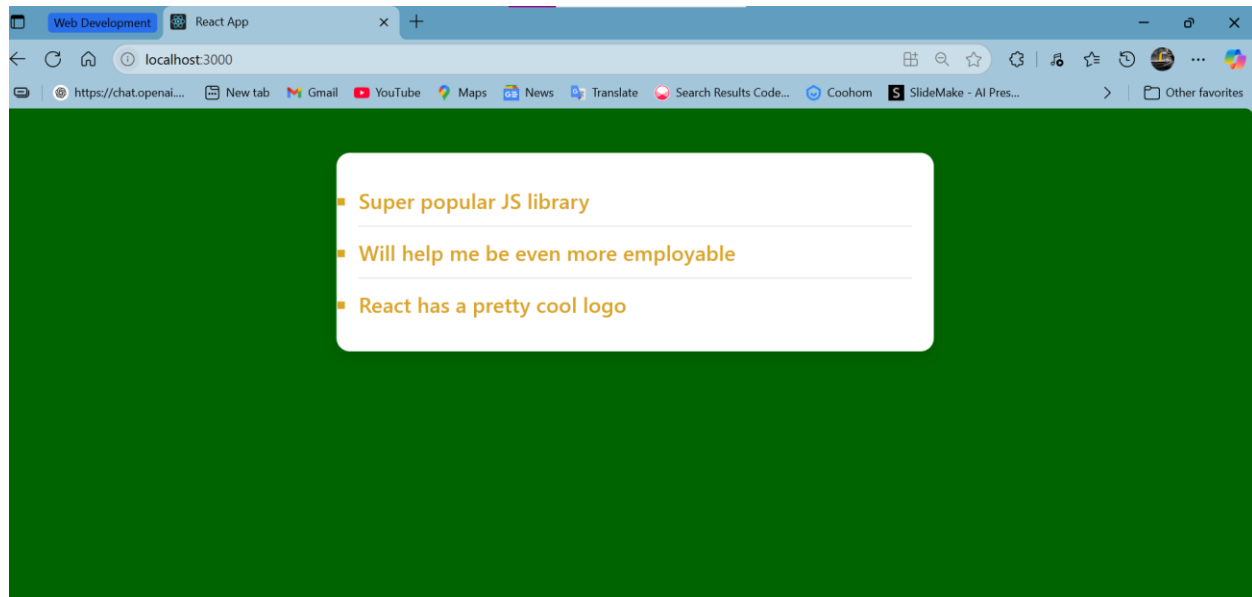 Web Development React App
localhost:3000
https://chat.openai.... New tab Gmail YouTube Maps News Translate Search Results Code... Coohom S SlideMake - AI Pres... Other favorites
Super popular JS library
Will help me be even more employable
React has a pretty cool logo